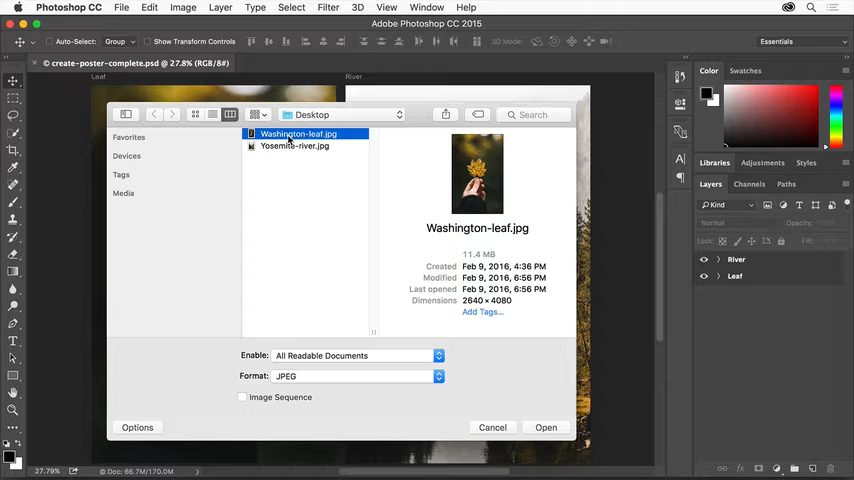 Photoshop CC File Edit Image Layer Type Select Filter 3D View Window Help
Adobe Photoshop CC 2015
Auto-Select: Group Show Transform Controls 3D Mode: Essentials
create-poster-complete.psd @ 27.8% (RGB/8#)
Leaf River
Color Swatches
Desktop
Search
Favorites
Devices
Tags
Media
Washington-leaf.jpg
Yosemite-river.jpg
Washington-leaf.jpg
11.4 MB
Created Feb 9, 2016, 4:36 PM
Modified Feb 9, 2016, 6:56 PM
Last opened Feb 9, 2016, 6:56 PM
Dimensions 2640 × 4080
Add Tags...
Enable: All Readable Documents
Format: JPEG
Image Sequence
Options Cancel Open
Libraries Adjustments Styles
Layers Channels Paths
Kind
Normal Opacity:
Lock: Fill:
River
Leaf
27.79% Doc: 66.7M/170.0M